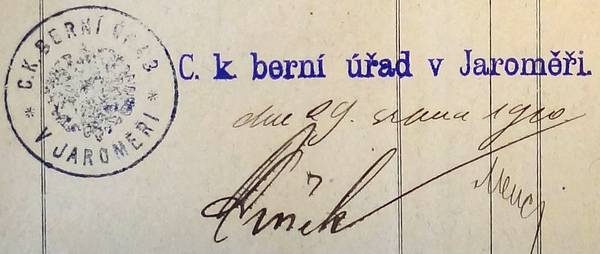 C.K. BERNÍ ÚŘAD
* V JAROMĚŘI *
C. k. berní úřad v Jaroměři.
dne 29. srpna 1910